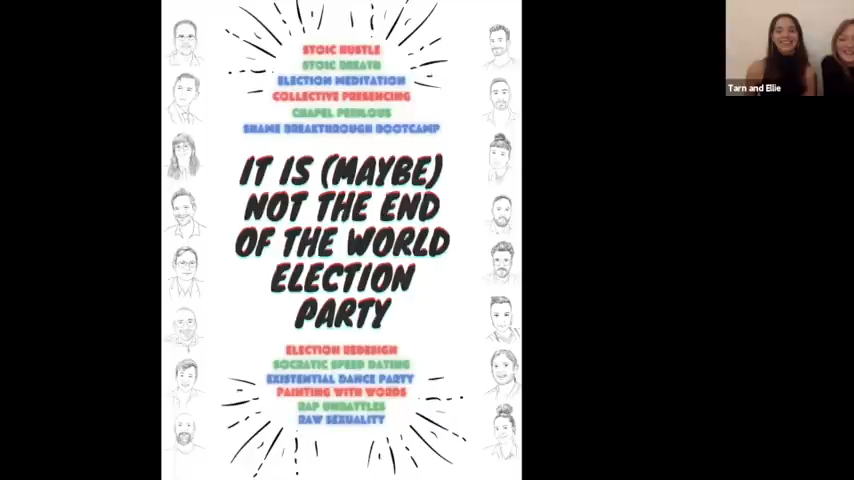 STOIC HUSTLE
STOIC BREATH
ELECTION MEDITATION
COLLECTIVE PRESENCING
CHAPEL PERILOUS
SHAME BREAKTHROUGH BOOTCAMP
IT IS (MAYBE)
NOT THE END
OF THE WORLD
ELECTION
PARTY
ELECTION REDESIGN
SOCRATIC SPEED DATING
EXISTENTIAL DANCE PARTY
PAINTING WITH WORDS
RAP UNBATTLES
RAW SEXUALITY
Tarn and Ellie